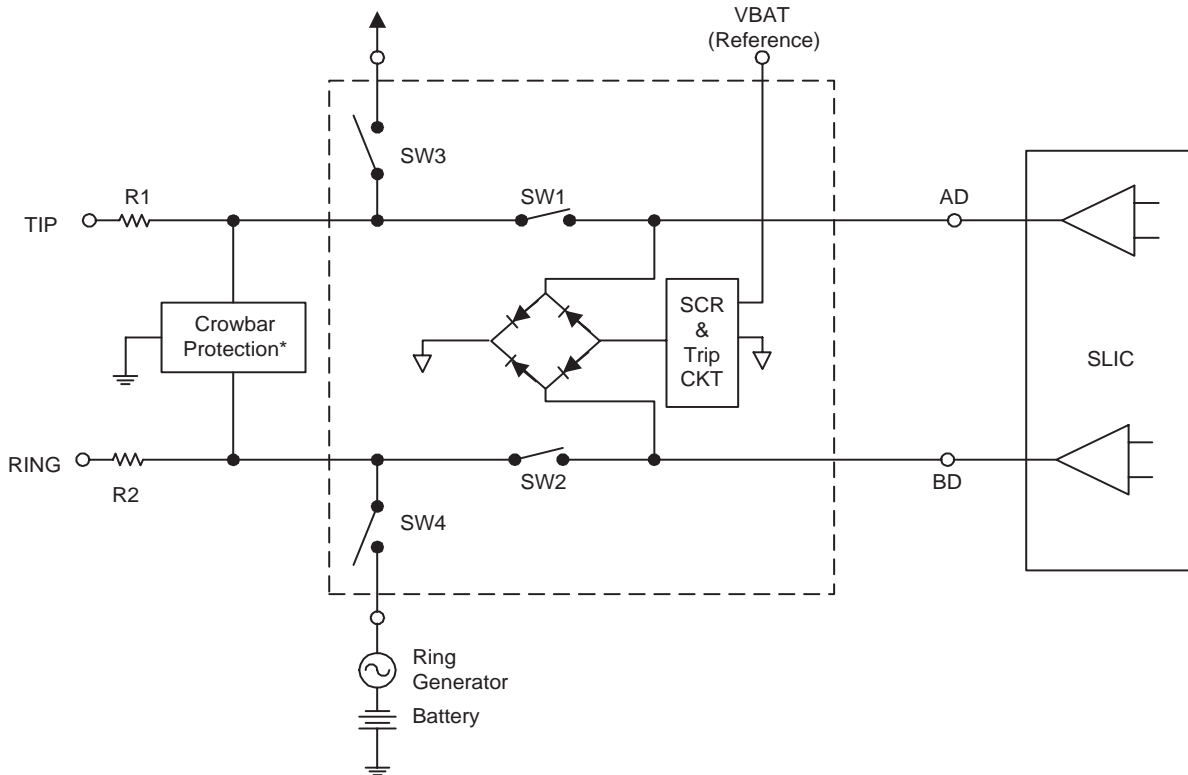 VBAT
(Reference)
SW3
R1
SW1
AD
TIP
Crowbar
Protection*
SCR
&
Trip
CKT
SLIC
RING
R2
SW2
BD
SW4
Ring
Generator
Battery